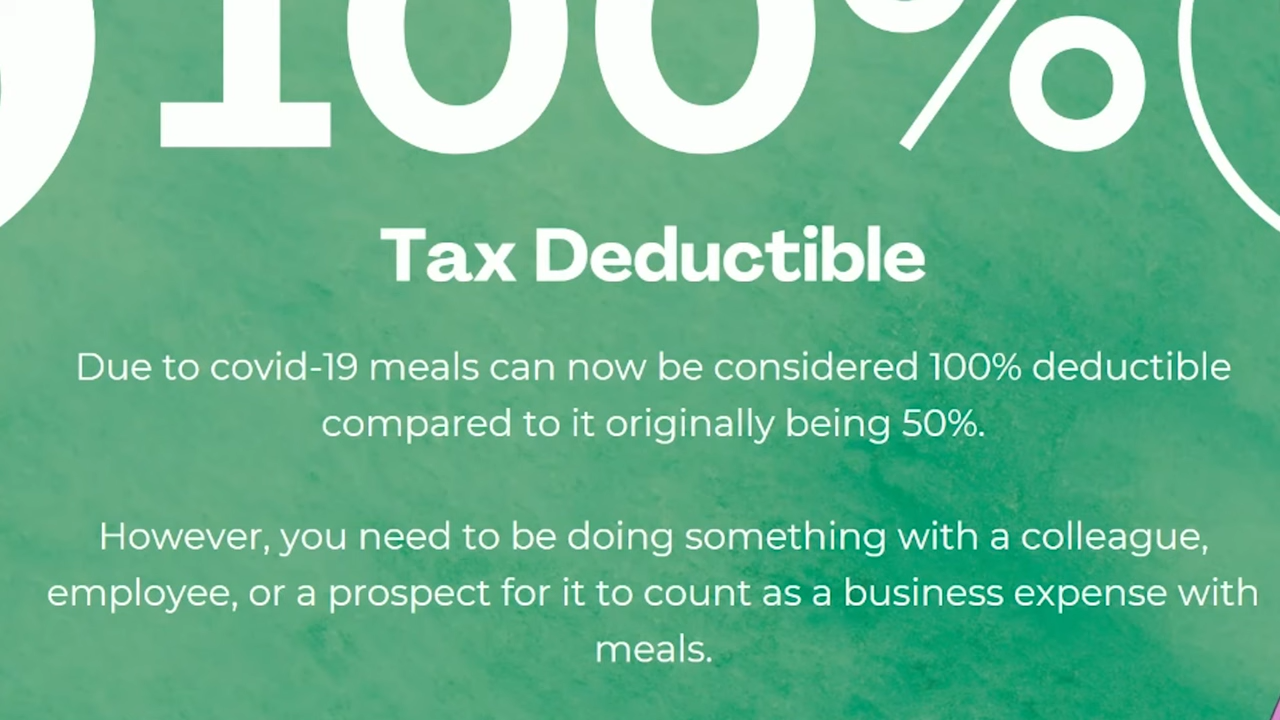 100%
Tax Deductible
Due to covid-19 meals can now be considered 100% deductible
compared to it originally being 50%.
However, you need to be doing something with a colleague,
employee, or a prospect for it to count as a business expense with
meals.